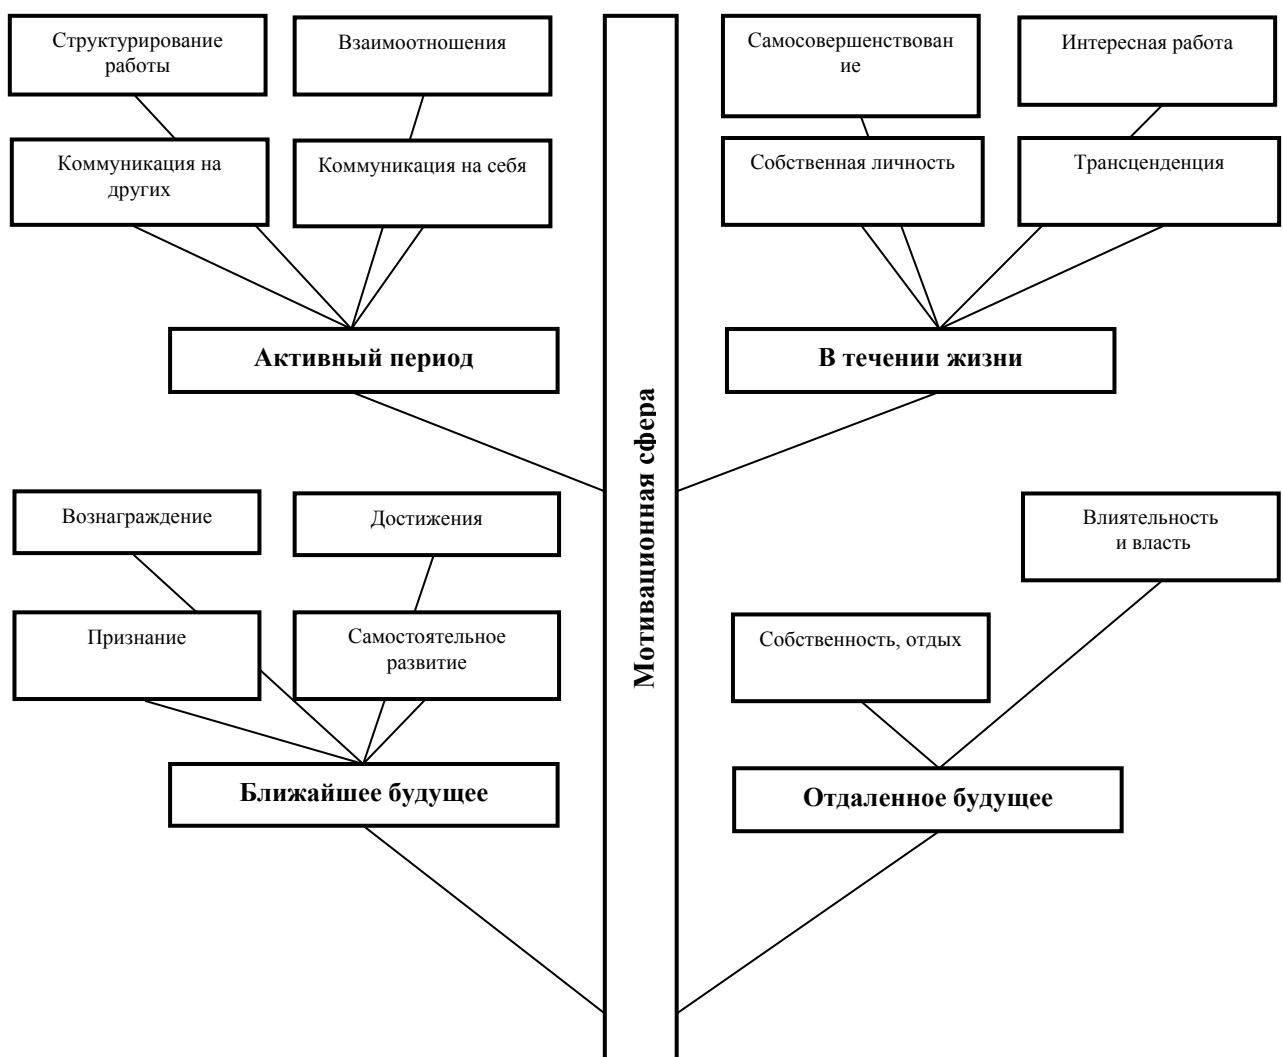 Структурирование
работы
Взаимоотношения
Коммуникация на
других
Коммуникация на себя
Активный период
Самосовершенствован
ие
Интересная работа
Собственная личность
Трансценденция
В течении жизни
Мотивационная сфера
Вознаграждение
Достижения
Признание
Самостоятельное
развитие
Ближайшее будущее
Влиятельность
и власть
Собственность, отдых
Отдаленное будущее